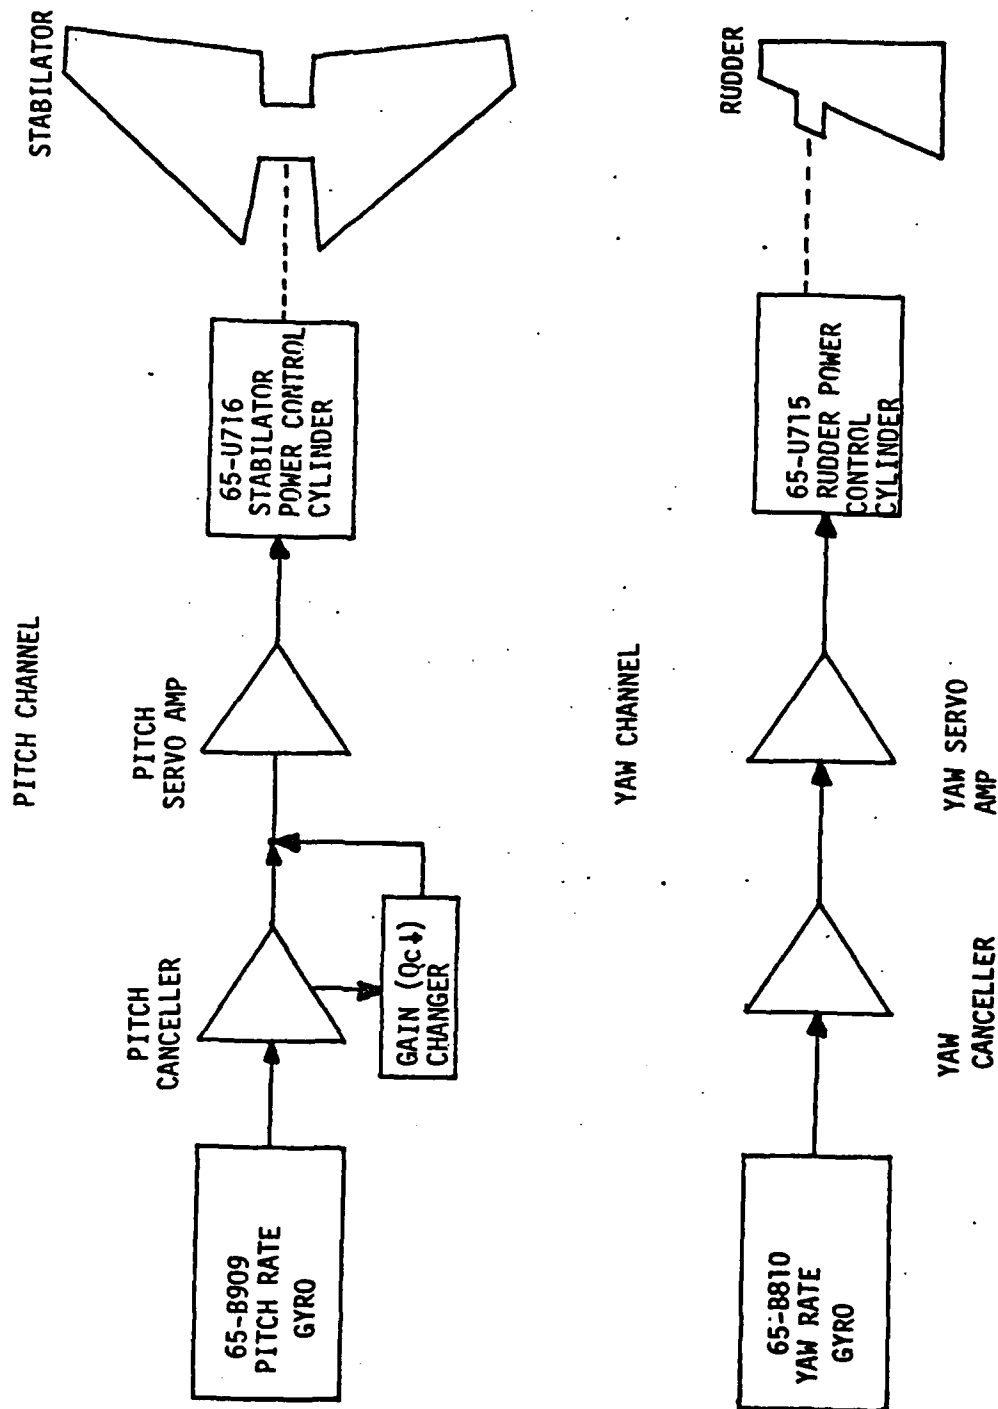 PITCH CHANNEL
65-B909
PITCH RATE
GYRO
PITCH
CANCELLER
GAIN (Qc↓)
CHANGER
PITCH
SERVO AMP
65-U716
STABILATOR
POWER CONTROL
CYLINDER
STABILATOR
YAW CHANNEL
65-B810
YAW RATE
GYRO
YAW
CANCELLER
YAW SERVO
AMP
65-U715
RUDDER POWER
CONTROL
CYLINDER
RUDDER